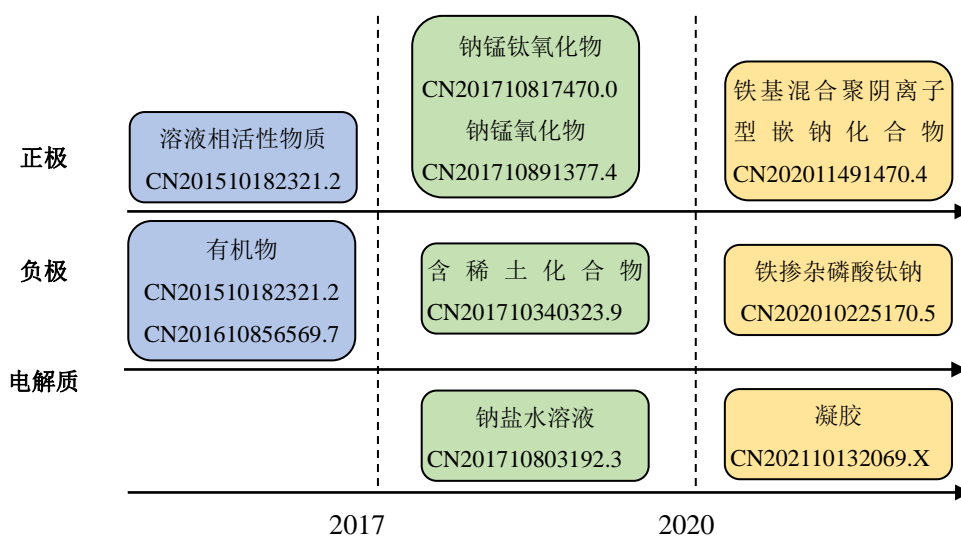 正极
溶液相活性物质
CN201510182321.2
钠锰钛氧化物
CN201710817470.0
钠锰氧化物
CN201710891377.4
铁基混合聚阴离子
型嵌钠化合物
CN202011491470.4
负极
有机物
CN201510182321.2
CN201610856569.7
含稀土化合物
CN201710340323.9
铁掺杂磷酸钛钠
CN202010225170.5
电解质
钠盐水溶液
CN201710803192.3
凝胶
CN202110132069.X
2017
2020